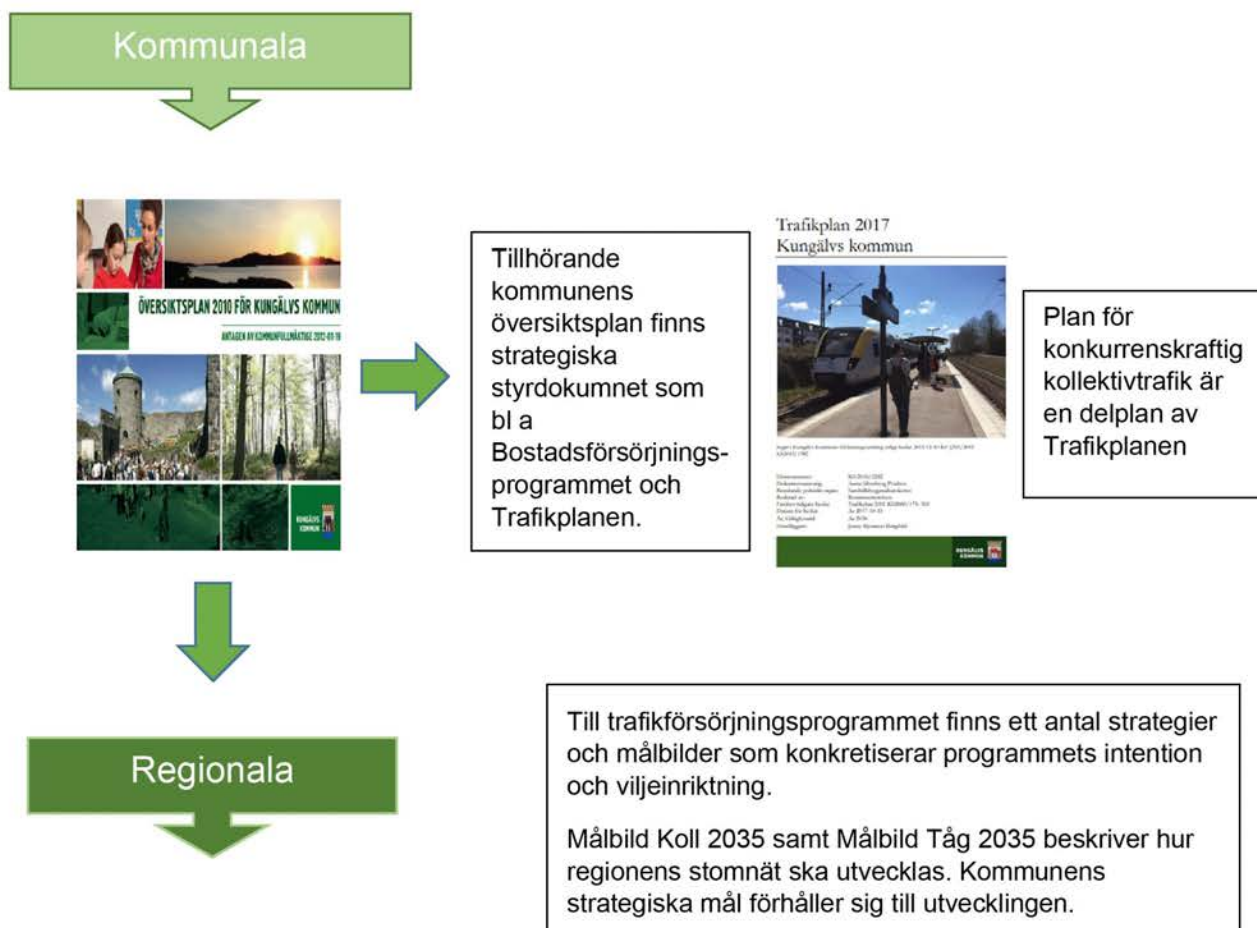 Kommunala
ÖVERSIKTSPLAN 2010 FÖR KUNGÄLVS KOMMUN
ANTAGEN AV KOMMUNFULLMÄKTIGE 2012-01-19
KUNGÄLVS
KOMMUN
Tillhörande
kommunens
översiktsplan finns
strategiska
styrdokumnet som
bl a
Bostadsförsörjnings-
programmet och
Trafikplanen.
Trafikplan 2017
Kungälvs kommun
KUNGÄLVS
KOMMUN
Plan för
konkurrenskraftig
kollektivtrafik är
en delplan av
Trafikplanen
Regionala
Till trafikförsörjningsprogrammet finns ett antal strategier
och målbilder som konkretiserar programmets intention
och viljeinriktning.
Målbild Koll 2035 samt Målbild Tåg 2035 beskriver hur
regionens stomnät ska utvecklas. Kommunens
strategiska mål förhåller sig till utvecklingen.